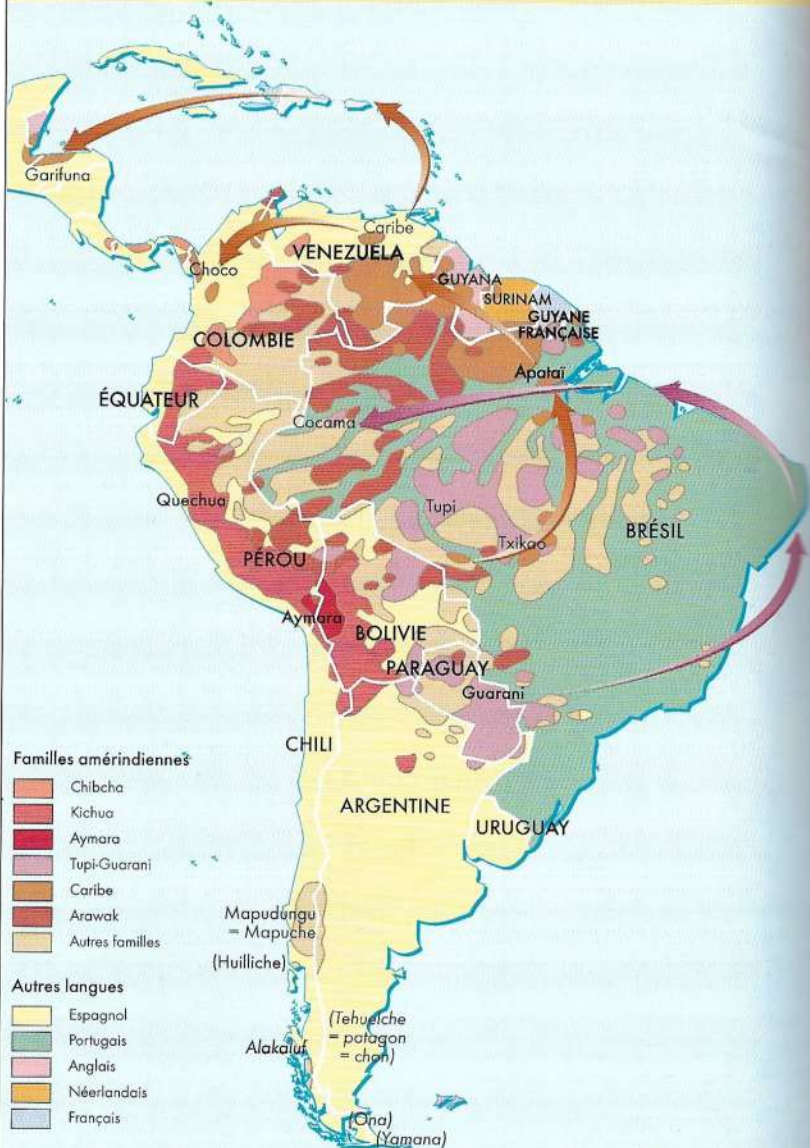 Garifuna
Caribe
Choco
VENEZUELA
GUYANA
SURINAM
GUYANE
FRANÇAISE
COLOMBIE
Apataï
ÉQUATEUR
Cocama
Quechua
Tupi
Txikao
BRÉSIL
PÉROU
Aymara
BOLIVIE
PARAGUAY
Guarani
CHILI
ARGENTINE
URUGUAY
Mapudungu
= Mapuche
(Huilliche)
(Tehuelche
= patagon
= chon)
Alakaluf
(Ona)
(Yamana)
Familles amérindiennes
Chibcha
Kichua
Aymara
Tupi-Guarani
Caribe
Arawak
Autres familles
Autres langues
Espagnol
Portugais
Anglais
Néerlandais
Français